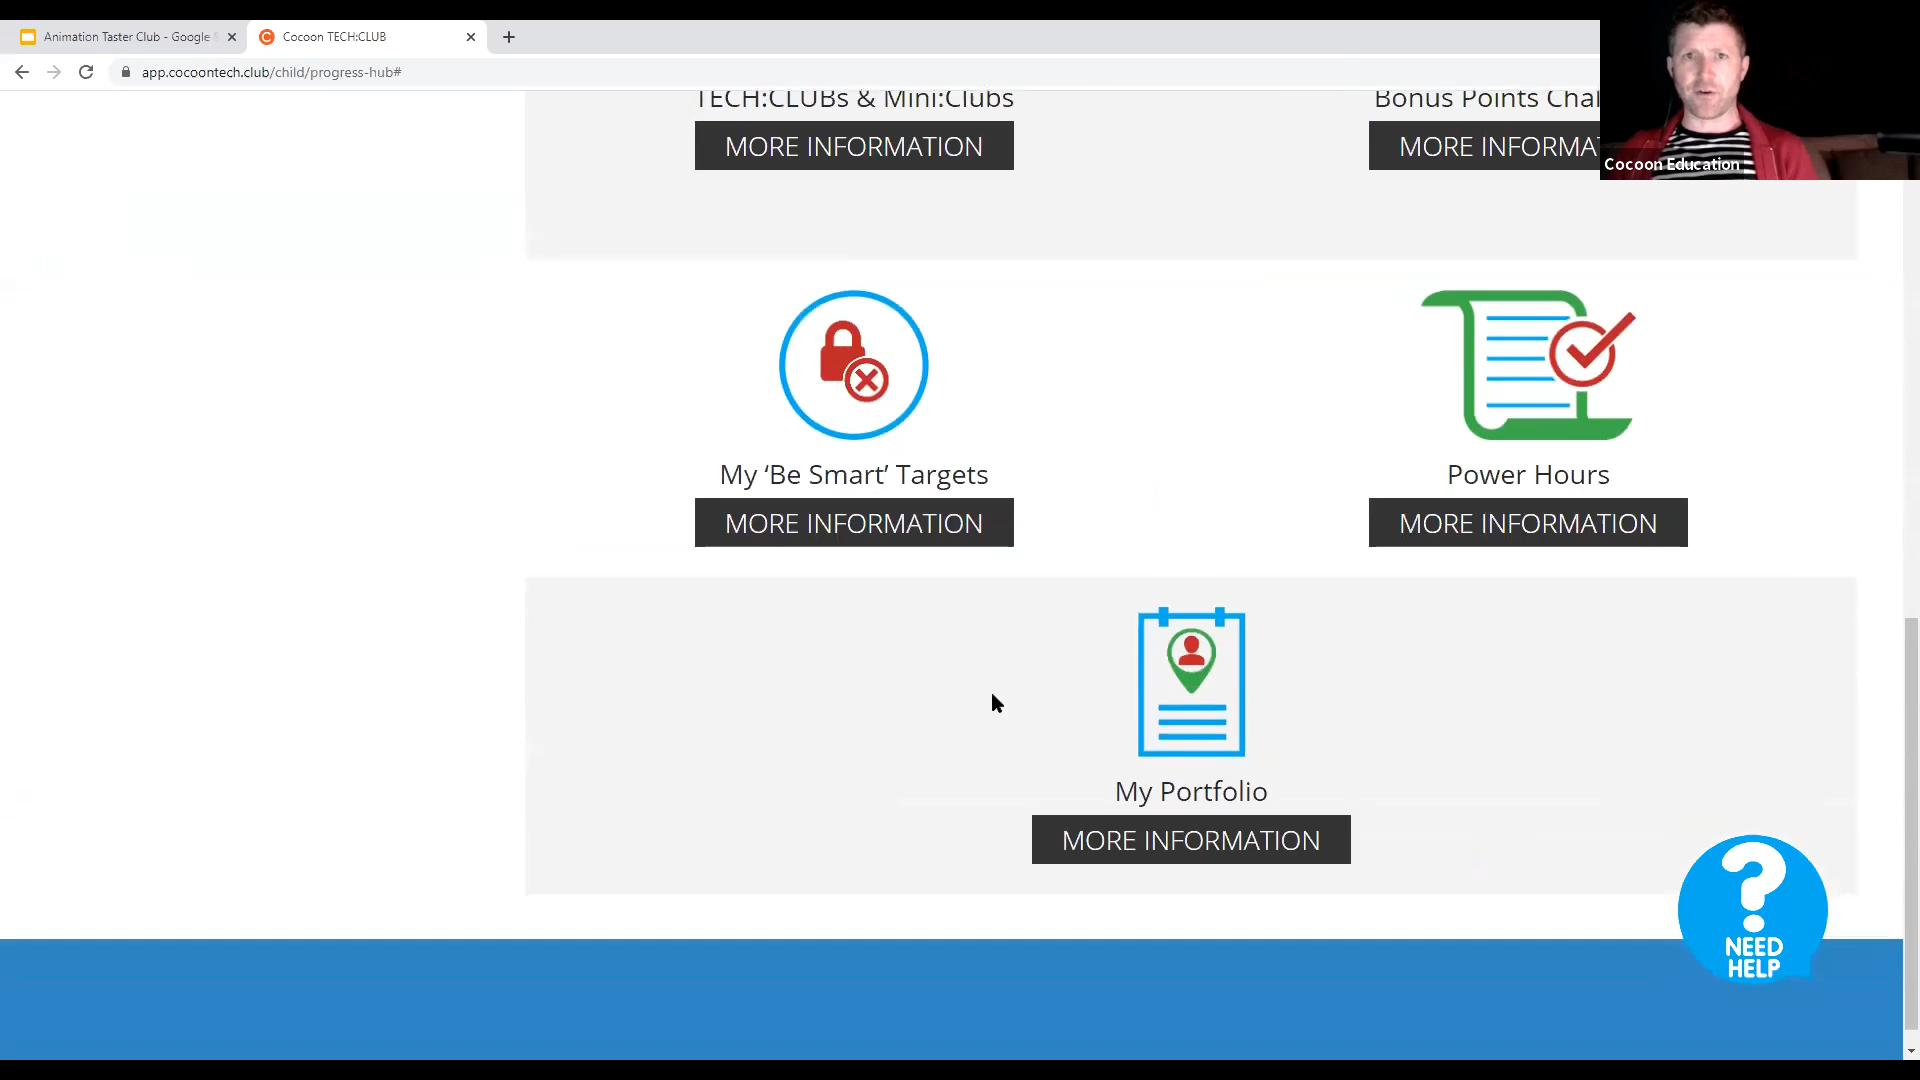 Animation Taster Club - Google
Cocoon TECH:CLUB
app.cocoontech.club/child/progress-hub#
TECH:CLUBs & Mini:Clubs
Bonus Points Chal
MORE INFORMATION
MORE INFORMA
Cocoon Education
My ‘Be Smart’ Targets
Power Hours
MORE INFORMATION
MORE INFORMATION
My Portfolio
MORE INFORMATION
NEED
HELP